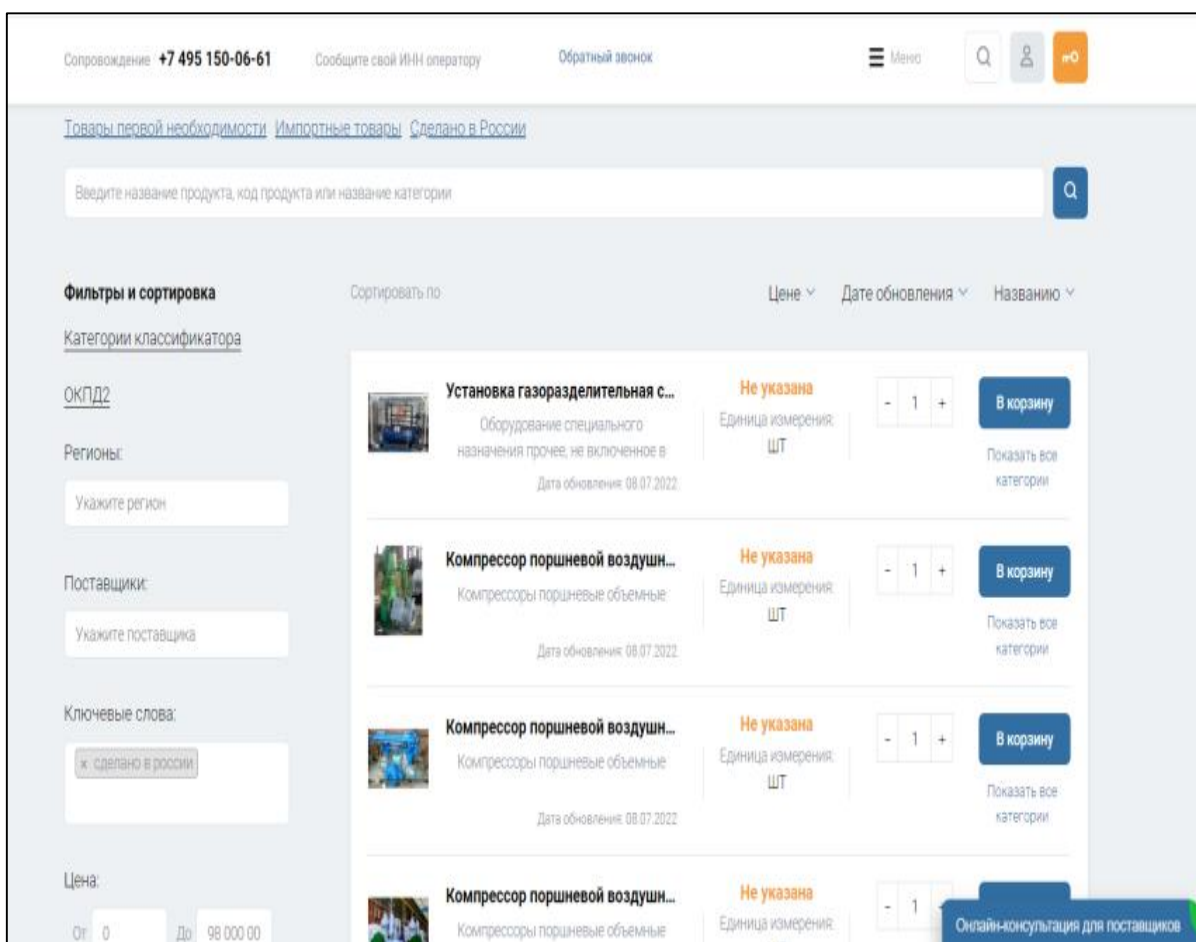 Сопровождение +7 495 150-06-61 Сообщите свой ИНН оператору Обратный звонок Меню
Товары первой необходимости Импортные товары Сделано в России
Введите название продукта, код продукта или название категории
Фильтры и сортировка
Категории классификатора
ОКПД2
Регионы:
Укажите регион
Поставщики:
Укажите поставщика
Ключевые слова:
x сделано в россии
Цена:
От 0 До 98 000 00
Сортировать по Цене Дате обновления Названию
Установка газоразделительная с...
Оборудование специального
назначения прочее, не включенное в
Дата обновления: 08.07.2022
Не указана
Единица измерения:
ШТ
- 1 +
В корзину
Показать все
категории
Компрессор поршневой воздушн...
Компрессоры поршневые объемные
Дата обновления: 08.07.2022
Не указана
Единица измерения:
ШТ
- 1 +
В корзину
Показать все
категории
Компрессор поршневой воздушн...
Компрессоры поршневые объемные
Дата обновления: 08.07.2022
Не указана
Единица измерения:
ШТ
- 1 +
В корзину
Показать все
категории
Компрессор поршневой воздушн...
Компрессоры поршневые объемные
Не указана
Единица измерения:
- 1
Онлайн-консультация для поставщиков